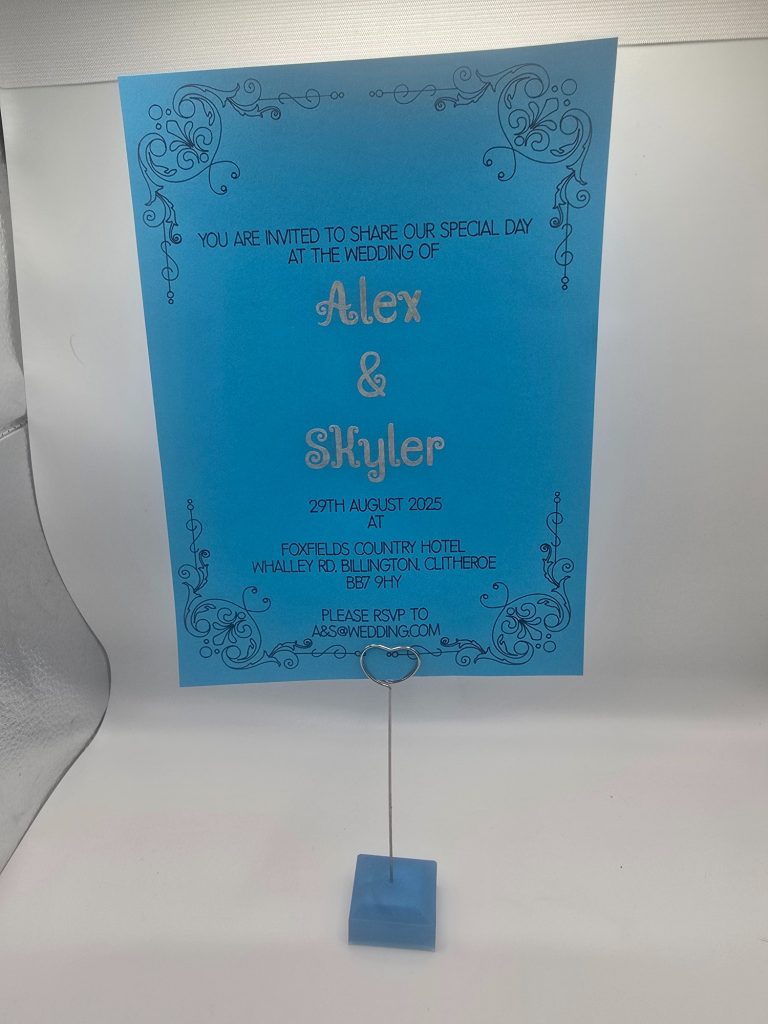 YOU ARE INVITED TO SHARE OUR SPECIAL DAY
AT THE WEDDING OF
Alex
&
SKyler
29TH AUGUST 2025
AT
FOXFIELDS COUNTRY HOTEL
WHALLEY RD, BILLINGTON, CLITHEROE
BB7 9HY
PLEASE RSVP TO
A&S@WEDDING.COM